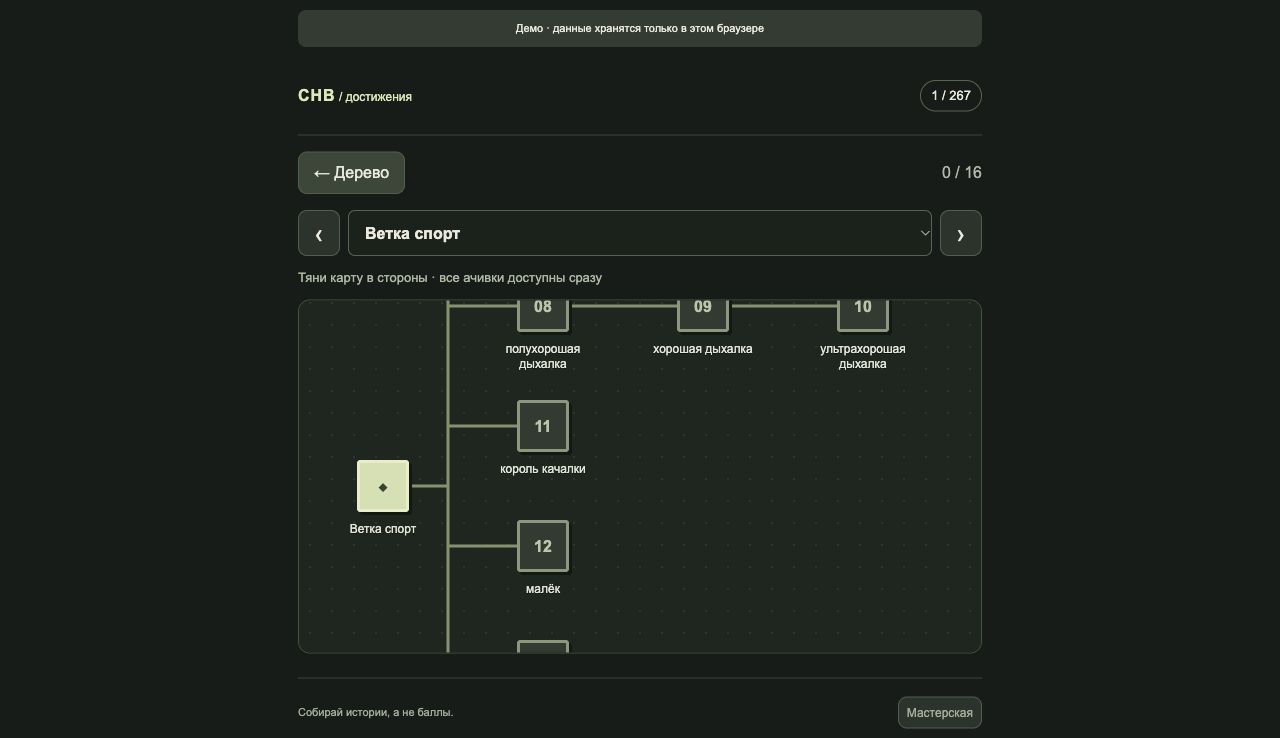 Демо · данные хранятся только в этом браузере
СНВ / достижения
1 / 267
← Дерево
0 / 16
‹
Ветка спорт
›
Тяни карту в стороны · все ачивки доступны сразу
08
09
10
полухорошая
дыхалка
хорошая дыхалка
ультрахорошая
дыхалка
11
король качалки
◆
Ветка спорт
12
малёк
Собирай истории, а не баллы.
Мастерская